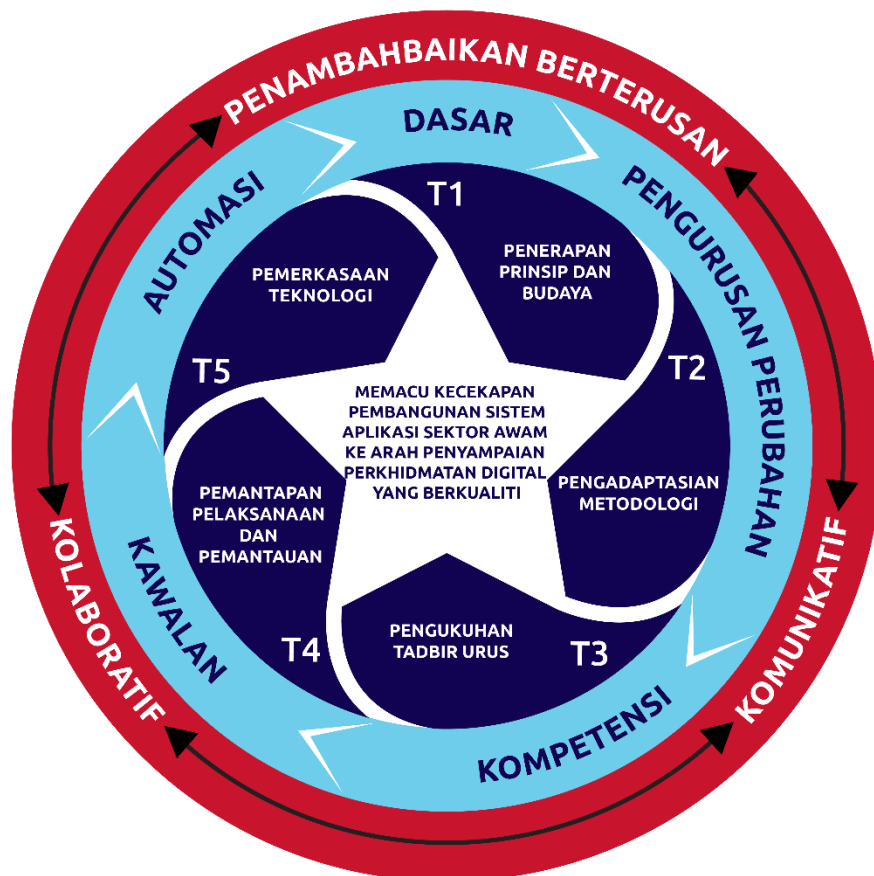 PENAMBAHBAIKAN BERTERUSAN
DASAR
AUTOMASI
PENGURUSAN PERUBAHAN
T1
PENERAPAN
PRINSIP DAN
BUDAYA
PEMERKASAAN
TEKNOLOGI
T5
T2
MEMACU KECEKAPAN
PEMBANGUNAN SISTEM
APLIKASI SEKTOR AWAM
KE ARAH PENYAMPAIAN
PERKHIDMATAN DIGITAL
YANG BERKUALITI
PENGADAPTASIAN
METODOLOGI
PEMANTAPAN
PELAKSANAAN
DAN
PEMANTAUAN
PENGUKUHAN
TADBIR URUS
T4
T3
KAWALAN
KOMPETENSI
KOLABORATIF
KOMUNIKATIF